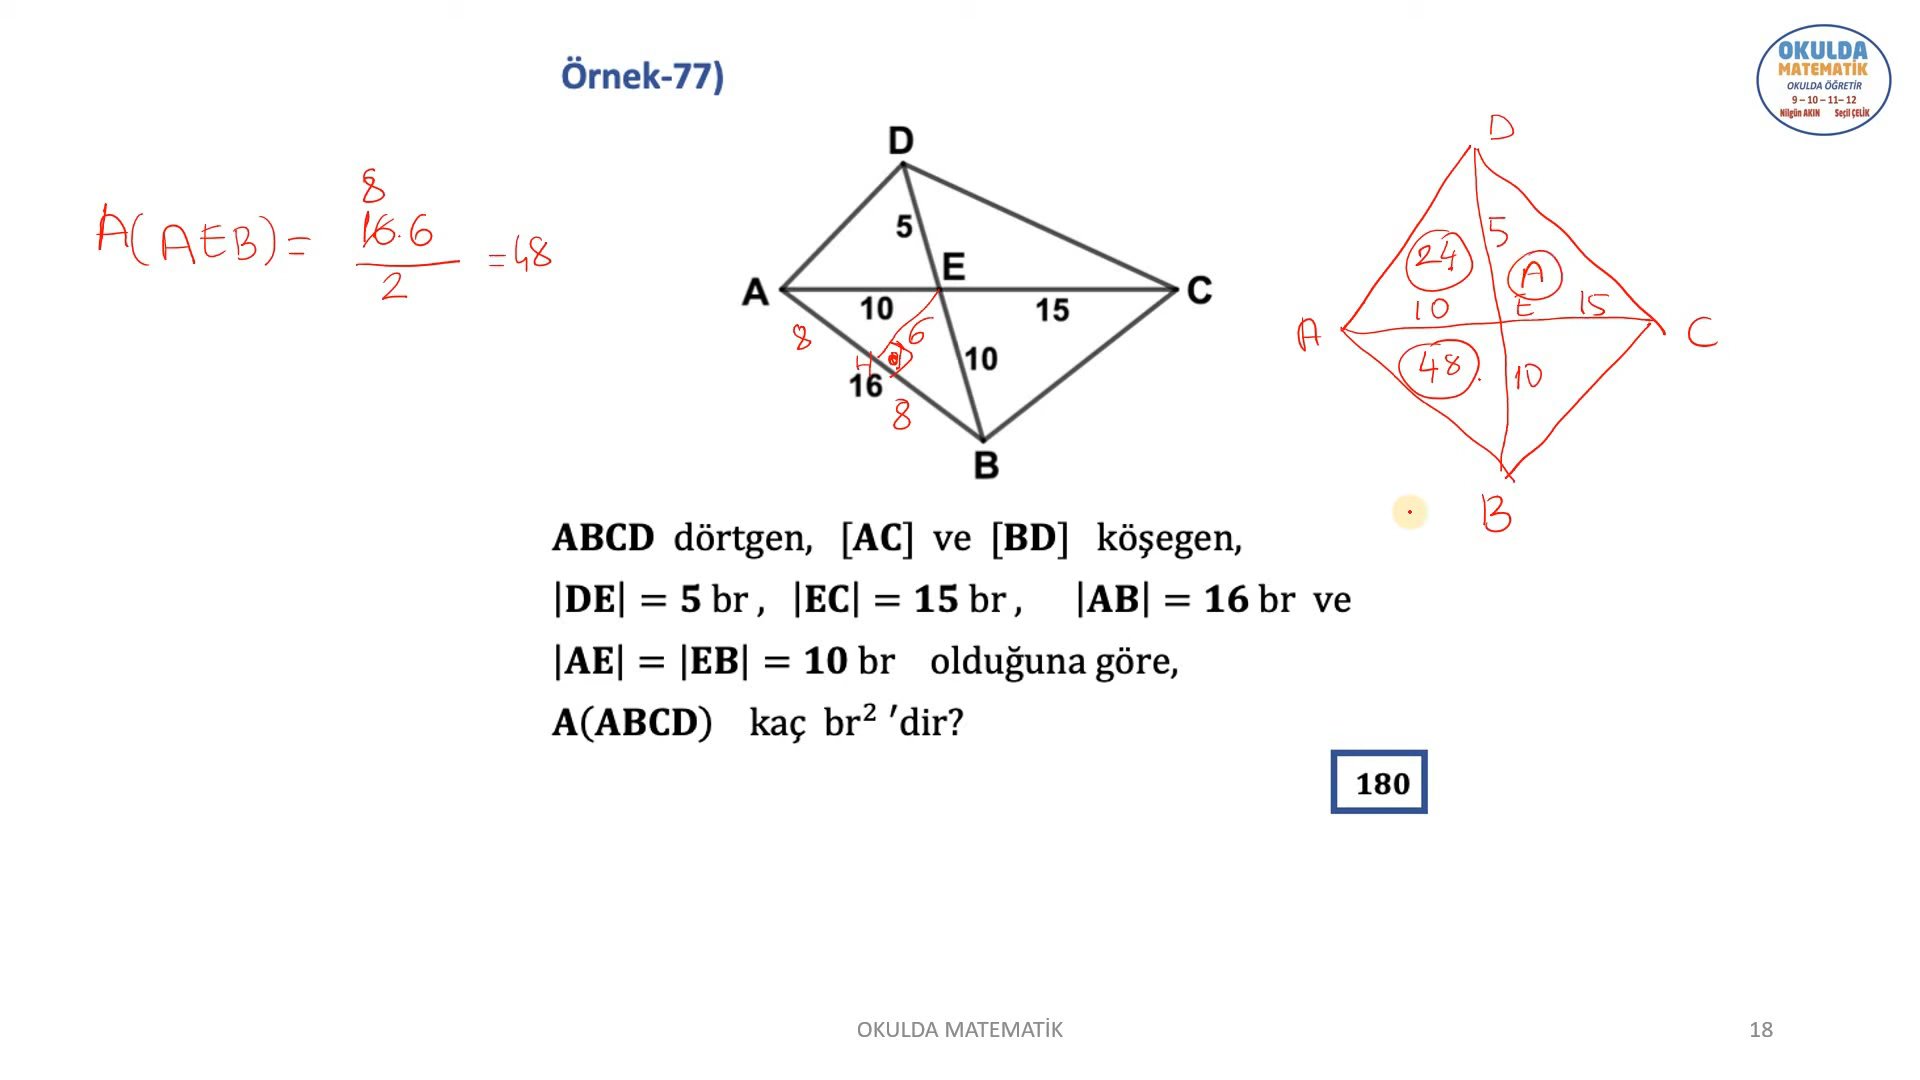 Örnek-77)
OKULDA
MATEMATİK
OKULDA ÖĞRETİR
9 – 10 – 11– 12
Nilgün AKIN Seçil ÇELİK
A(AEB) = 8 16.6 / 2 = 48
D
5
E
A
10
15
C
8
6
H
10
16
8
B
D
5
24
A
10
E
15
A
C
48
10
B
ABCD dörtgen, [AC] ve [BD] köşegen,
|DE| = 5 br , |EC| = 15 br , |AB| = 16 br ve
|AE| = |EB| = 10 br olduğuna göre,
A(ABCD) kaç br² 'dir?
180
OKULDA MATEMATİK
18